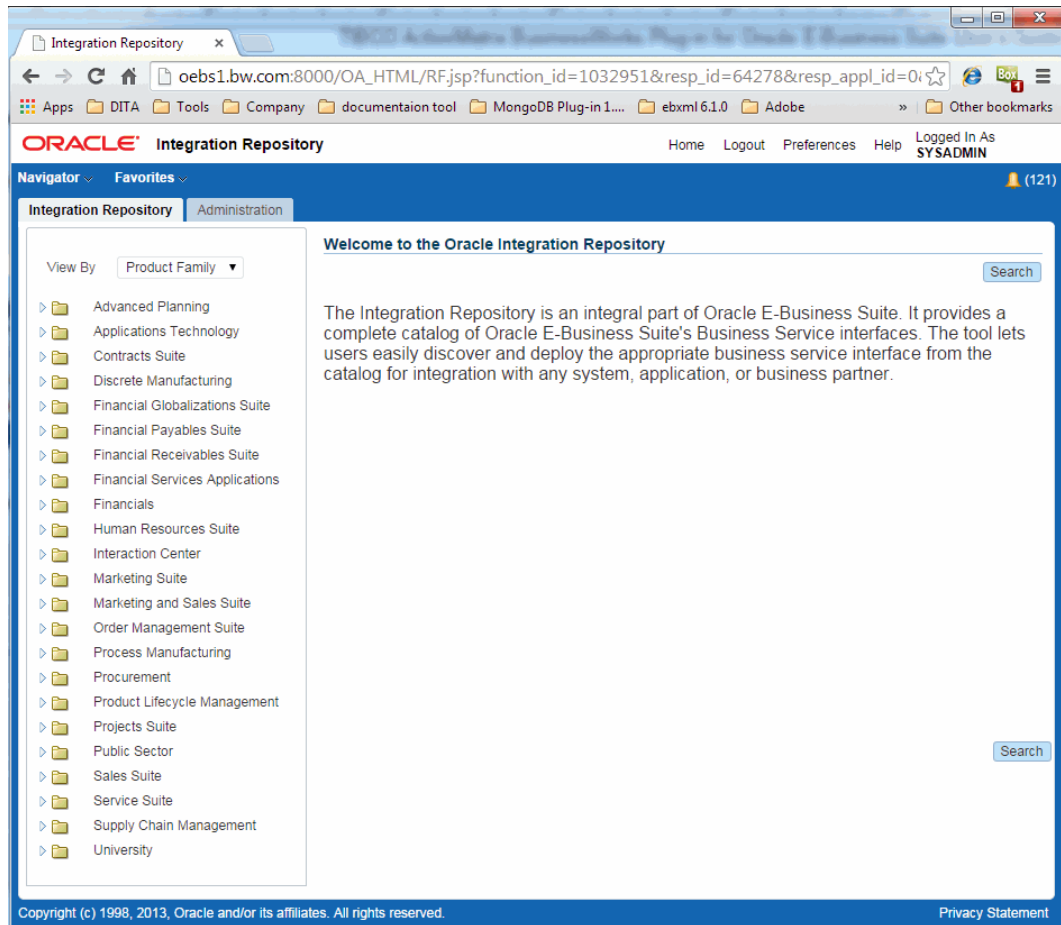 Integration Repository
oebs1.bw.com:8000/OA_HTML/RF.jsp?function_id=1032951&resp_id=64278&resp_appl_id=0
Box 1
Apps DITA Tools Company documentaion tool MongoDB Plug-in 1.... ebxml 6.1.0 Adobe » Other bookmarks
ORACLE Integration Repository Home Logout Preferences Help Logged In As
SYSADMIN
Navigator Favorites (121)
Integration Repository Administration
Welcome to the Oracle Integration Repository
View By Product Family
Search
The Integration Repository is an integral part of Oracle E-Business Suite. It provides a
complete catalog of Oracle E-Business Suite's Business Service interfaces. The tool lets
users easily discover and deploy the appropriate business service interface from the
catalog for integration with any system, application, or business partner.
Advanced Planning
Applications Technology
Contracts Suite
Discrete Manufacturing
Financial Globalizations Suite
Financial Payables Suite
Financial Receivables Suite
Financial Services Applications
Financials
Human Resources Suite
Interaction Center
Marketing Suite
Marketing and Sales Suite
Order Management Suite
Process Manufacturing
Procurement
Product Lifecycle Management
Projects Suite
Public Sector
Search
Sales Suite
Service Suite
Supply Chain Management
University
Copyright (c) 1998, 2013, Oracle and/or its affiliates. All rights reserved. Privacy Statement